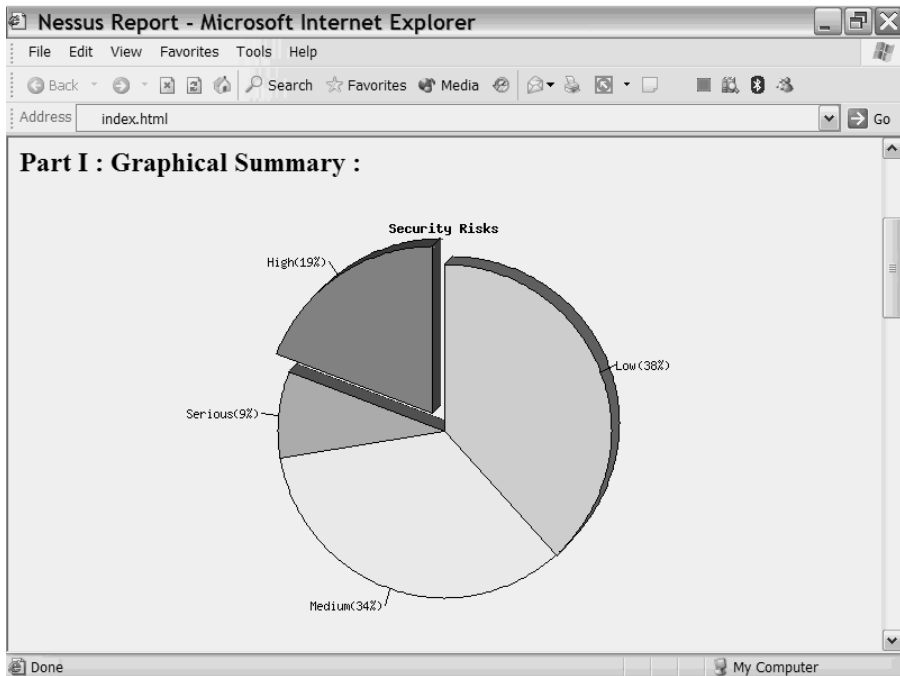 Nessus Report - Microsoft Internet Explorer
File Edit View Favorites Tools Help
Back Search Favorites Media
Address index.html Go
Part I : Graphical Summary :
Security Risks
High(19%)
Low(38%)
Serious(9%)
Medium(34%)
Done My Computer